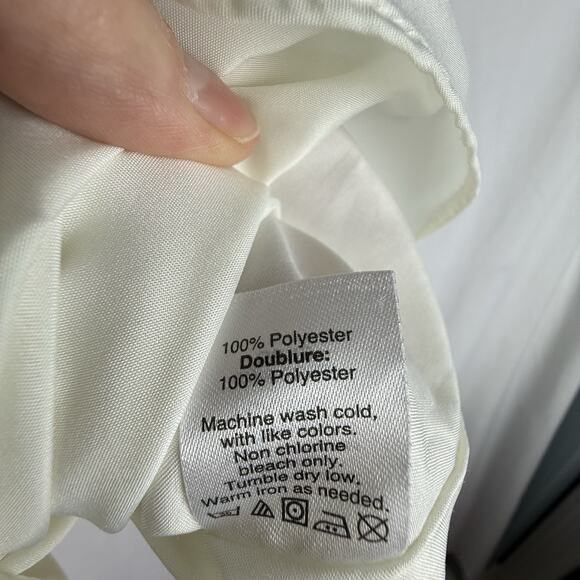 100% Polyester
Doublure:
100% Polyester
Machine wash cold,
with like colors.
Non chlorine
bleach only.
Tumble dry low.
Warm iron as needed.